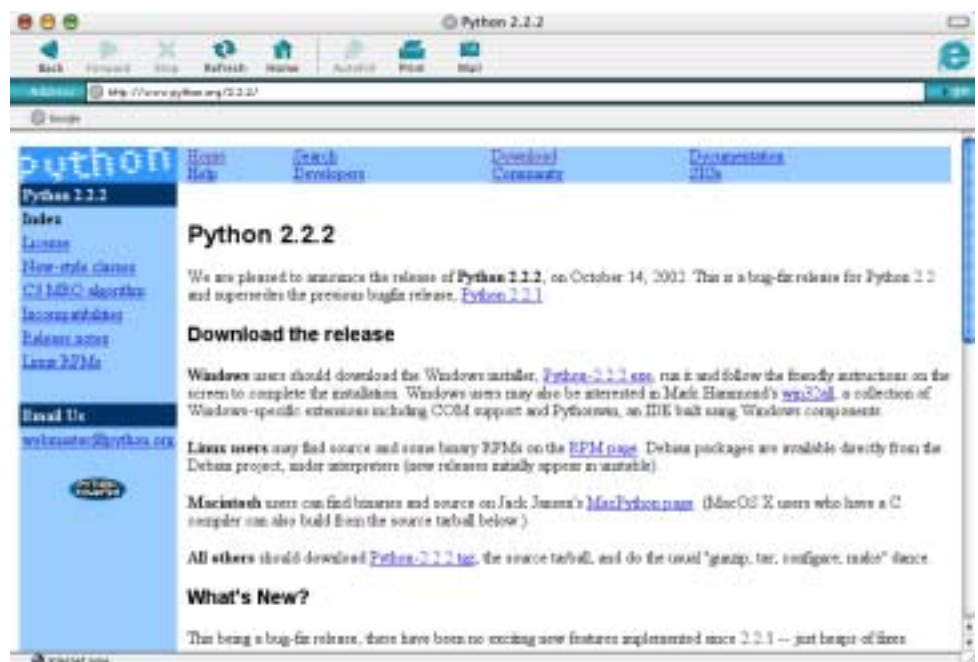 Python 2.2.2
Back Forward Stop Refresh Home AutoFill Print Mail
Address http://www.python.org/2.2.2/
Google
python
Home Search Download Documentation
Help Developers Community SIGs
Python 2.2.2
Index
License
New-style classes
C3 MRO algorithm
Incompatibilities
Release notes
Linux RPMs
Email Us
webmaster@python.org
Python 2.2.2
We are pleased to announce the release of Python 2.2.2, on October 14, 2002. This is a bug-fix release for Python 2.2
and supersedes the previous bugfix release, Python 2.2.1.
Download the release
Windows users should download the Windows installer, Python-2.2.2.exe, run it and follow the friendly instructions on the
screen to complete the installation. Windows users may also be interested in Mark Hammond's win32all, a collection of
Windows-specific extensions including COM support and Pythonwin, an IDE built using Windows components.
Linux users may find source and some binary RPMs on the RPM page. Debian packages are available directly from the
Debian project, under interpreters (new releases initially appear in unstable).
Macintosh users can find binaries and source on Jack Jansen's MacPython page. (MacOS X users who have a C
compiler can also build from the source tarball below.)
All others should download Python-2.2.2.tgz, the source tarball, and do the usual "gunzip, tar, configure, make" dance.
What's New?
This being a bug-fix release, there have been no exciting new features implemented since 2.2.1 -- just heaps of fixes.